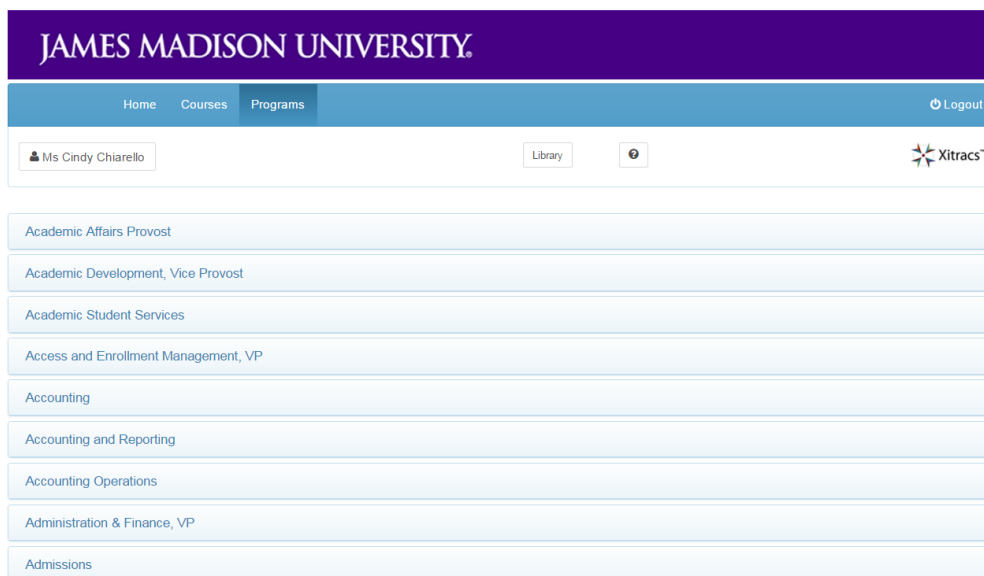 JAMES MADISON UNIVERSITY®
Home Courses Programs Logout
Ms Cindy Chiarello Library Xitracs™
Academic Affairs Provost
Academic Development, Vice Provost
Academic Student Services
Access and Enrollment Management, VP
Accounting
Accounting and Reporting
Accounting Operations
Administration & Finance, VP
Admissions